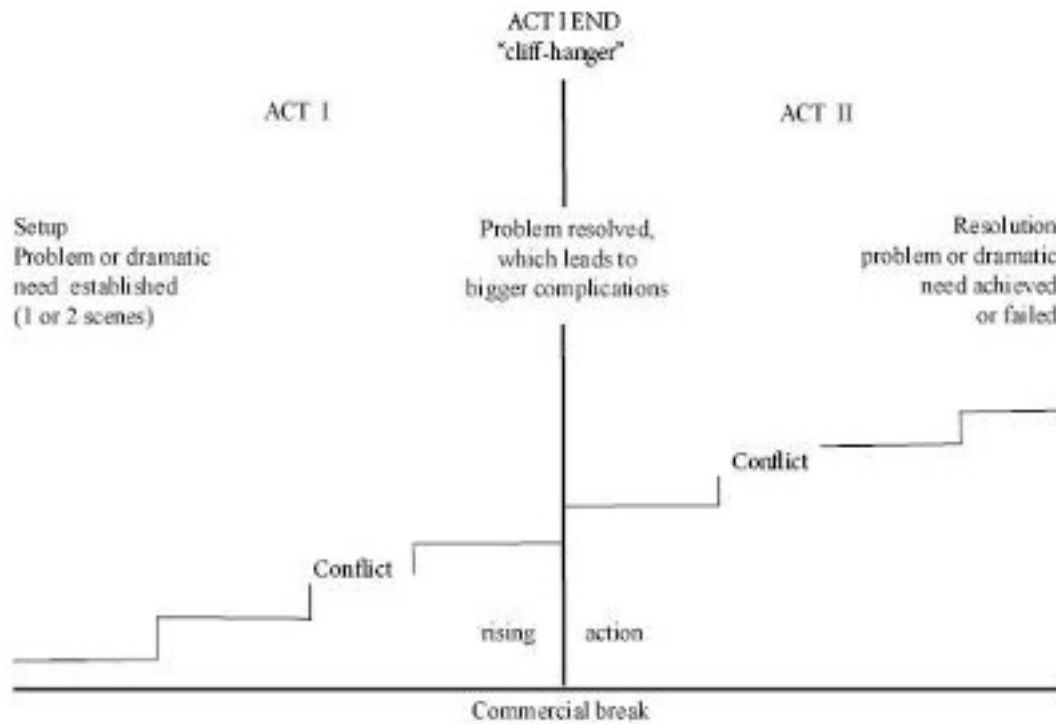 ACT I END
"cliff-hanger"
ACT I
ACT II
Setup
Problem or dramatic
need established
(1 or 2 scenes)
Problem resolved,
which leads to
bigger complications
Resolution
problem or dramatic
need achieved
or failed
Conflict
Conflict
rising action
Commercial break